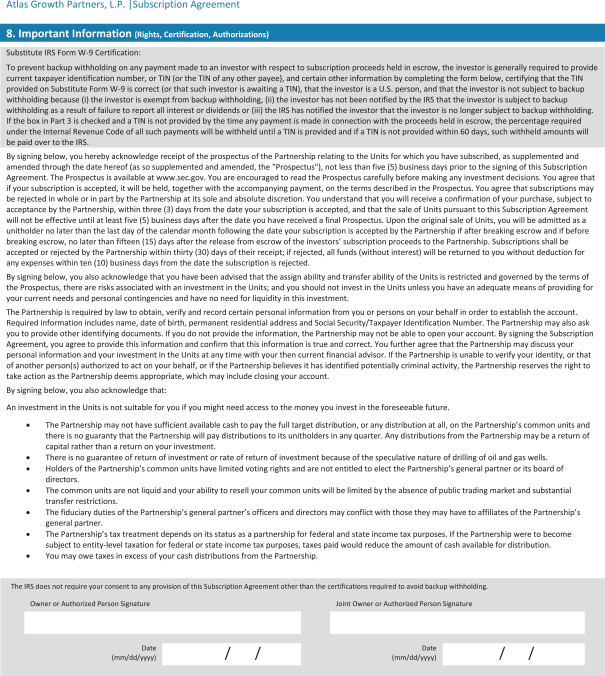 Atlas Growth Partners, L.P. |Subscription Agreement
8. Important Information (Rights, Certification, Authorizations)
Substitute IRS Form W-9 Certification:
To prevent backup withholding on any payment made to an investor with respect to subscription proceeds held in escrow, the investor is generally required to provide
current taxpayer identification number, or TIN (or the TIN of any other payee), and certain other information by completing the form below, certifying that the TIN
provided on Substitute Form W-9 is correct (or that such investor is awaiting a TIN), that the investor is a U.S. person, and that the investor is not subject to backup
withholding because (i) the investor is exempt from backup withholding, (ii) the investor has not been notified by the IRS that the investor is subject to backup
withholding as a result of failure to report all interest or dividends or (iii) the IRS has notified the investor that the investor is no longer subject to backup withholding.
If the box in Part 3 is checked and a TIN is not provided by the time any payment is made in connection with the proceeds held in escrow, the percentage required
under the Internal Revenue Code of all such payments will be withheld until a TIN is provided and if a TIN is not provided within 60 days, such withheld amounts will
be paid over to the IRS.
By signing below, you hereby acknowledge receipt of the prospectus of the Partnership relating to the Units for which you have subscribed, as supplemented and
amended through the date hereof (as so supplemented and amended, the "Prospectus"), not less than five (5) business days prior to the signing of this Subscription
Agreement. The Prospectus is available at www.sec.gov. You are encouraged to read the Prospectus carefully before making any investment decisions. You agree that
if your subscription is accepted, it will be held, together with the accompanying payment, on the terms described in the Prospectus. You agree that subscriptions may
be rejected in whole or in part by the Partnership at its sole and absolute discretion. You understand that you will receive a confirmation of your purchase, subject to
acceptance by the Partnership, within three (3) days from the date your subscription is accepted, and that the sale of Units pursuant to this Subscription Agreement
will not be effective until at least five (5) business days after the date you have received a final Prospectus. Upon the original sale of Units, you will be admitted as a
unitholder no later than the last day of the calendar month following the date your subscription is accepted by the Partnership if after breaking escrow and if before
breaking escrow, no later than fifteen (15) days after the release from escrow of the investors' subscription proceeds to the Partnership. Subscriptions shall be
accepted or rejected by the Partnership within thirty (30) days of their receipt; if rejected, all funds (without interest) will be returned to you without deduction for
any expenses within ten (10) business days from the date the subscription is rejected.
By signing below, you also acknowledge that you have been advised that the assign ability and transfer ability of the Units is restricted and governed by the terms of
the Prospectus, there are risks associated with an investment in the Units; and you should not invest in the Units unless you have an adequate means of providing for
your current needs and personal contingencies and have no need for liquidity in this investment.
The Partnership is required by law to obtain, verify and record certain personal information from you or persons on your behalf in order to establish the account.
Required information includes name, date of birth, permanent residential address and Social Security/Taxpayer Identification Number. The Partnership may also ask
you to provide other identifying documents. If you do not provide the information, the Partnership may not be able to open your account. By signing the Subscription
Agreement, you agree to provide this information and confirm that this information is true and correct. You further agree that the Partnership may discuss your
personal information and your investment in the Units at any time with your then current financial advisor. If the Partnership is unable to verify your identity, or that
of another person(s) authorized to act on your behalf, or if the Partnership believes it has identified potentially criminal activity, the Partnership reserves the right to
take action as the Partnership deems appropriate, which may include closing your account.
By signing below, you also acknowledge that:
An investment in the Units is not suitable for you if you might need access to the money you invest in the foreseeable future.
• The Partnership may not have sufficient available cash to pay the full target distribution, or any distribution at all, on the Partnership's common units and
there is no guaranty that the Partnership will pay distributions to its unitholders in any quarter. Any distributions from the Partnership may be a return of
capital rather than a return on your investment.
• There is no guarantee of return of investment or rate of return of investment because of the speculative nature of drilling of oil and gas wells.
• Holders of the Partnership's common units have limited voting rights and are not entitled to elect the Partnership's general partner or its board of
directors.
• The common units are not liquid and your ability to resell your common units will be limited by the absence of public trading market and substantial
transfer restrictions.
• The fiduciary duties of the Partnership's general partner's officers and directors may conflict with those they may have to affiliates of the Partnership's
general partner.
• The Partnership's tax treatment depends on its status as a partnership for federal and state income tax purposes. If the Partnership were to become
subject to entity-level taxation for federal or state income tax purposes, taxes paid would reduce the amount of cash available for distribution.
• You may owe taxes in excess of your cash distributions from the Partnership.
The IRS does not require your consent to any provision of this Subscription Agreement other than the certifications required to avoid backup withholding.
Owner or Authorized Person Signature Joint Owner or Authorized Person Signature
Date / / Date / /
(mm/dd/yyyy) (mm/dd/yyyy)